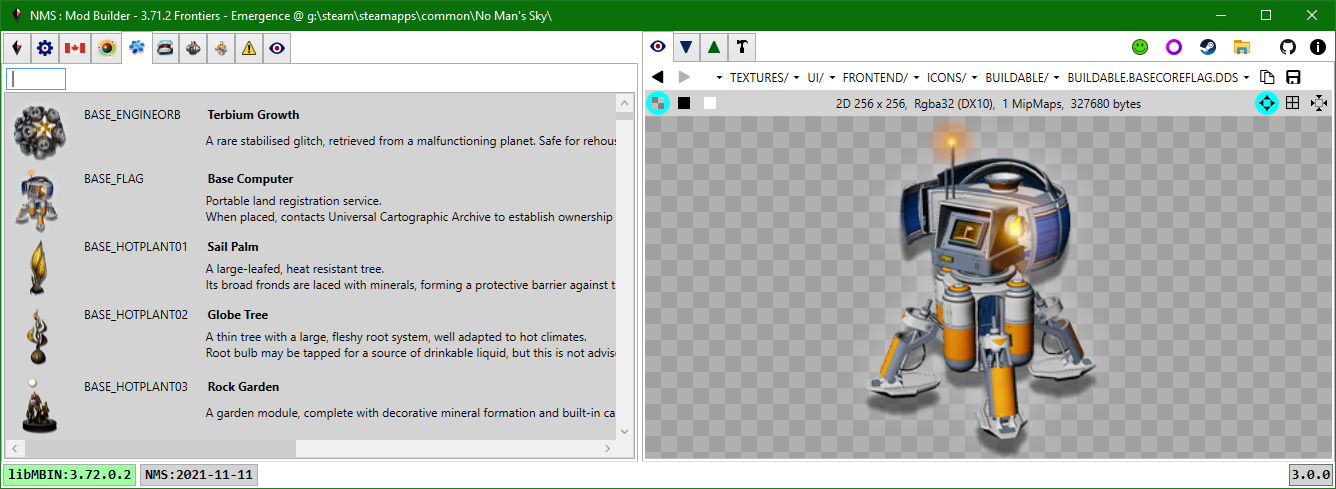 NMS : Mod Builder - 3.71.2 Frontiers - Emergence @ g:\steam\steamapps\common\No Man's Sky\
TEXTURES/ UI/ FRONTEND/ ICONS/ BUILDABLE/ BUILDABLE.BASECOREFLAG.DDS
2D 256 x 256, Rgba32 (DX10), 1 MipMaps, 327680 bytes
BASE_ENGINEORB Terbium Growth
A rare stabilised glitch, retrieved from a malfunctioning planet. Safe for rehous
BASE_FLAG Base Computer
Portable land registration service.
When placed, contacts Universal Cartographic Archive to establish ownership
BASE_HOTPLANT01 Sail Palm
A large-leafed, heat resistant tree.
Its broad fronds are laced with minerals, forming a protective barrier against t
BASE_HOTPLANT02 Globe Tree
A thin tree with a large, fleshy root system, well adapted to hot climates.
Root bulb may be tapped for a source of drinkable liquid, but this is not advise
BASE_HOTPLANT03 Rock Garden
A garden module, complete with decorative mineral formation and built-in ca
libMBIN:3.72.0.2 NMS:2021-11-11 3.0.0